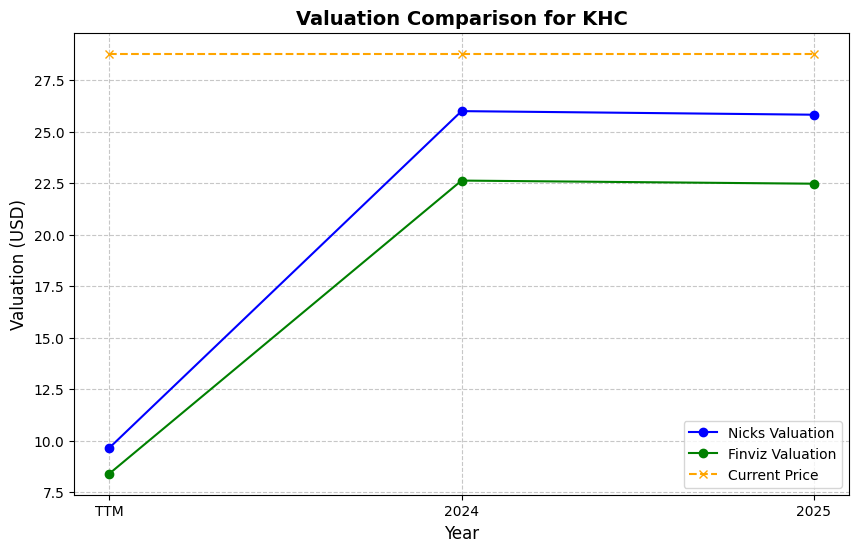 Valuation Comparison for KHC
Valuation (USD)
27.5
25.0
22.5
20.0
17.5
15.0
12.5
10.0
7.5
TTM
2024
2025
Year
Nicks Valuation
Finviz Valuation
Current Price